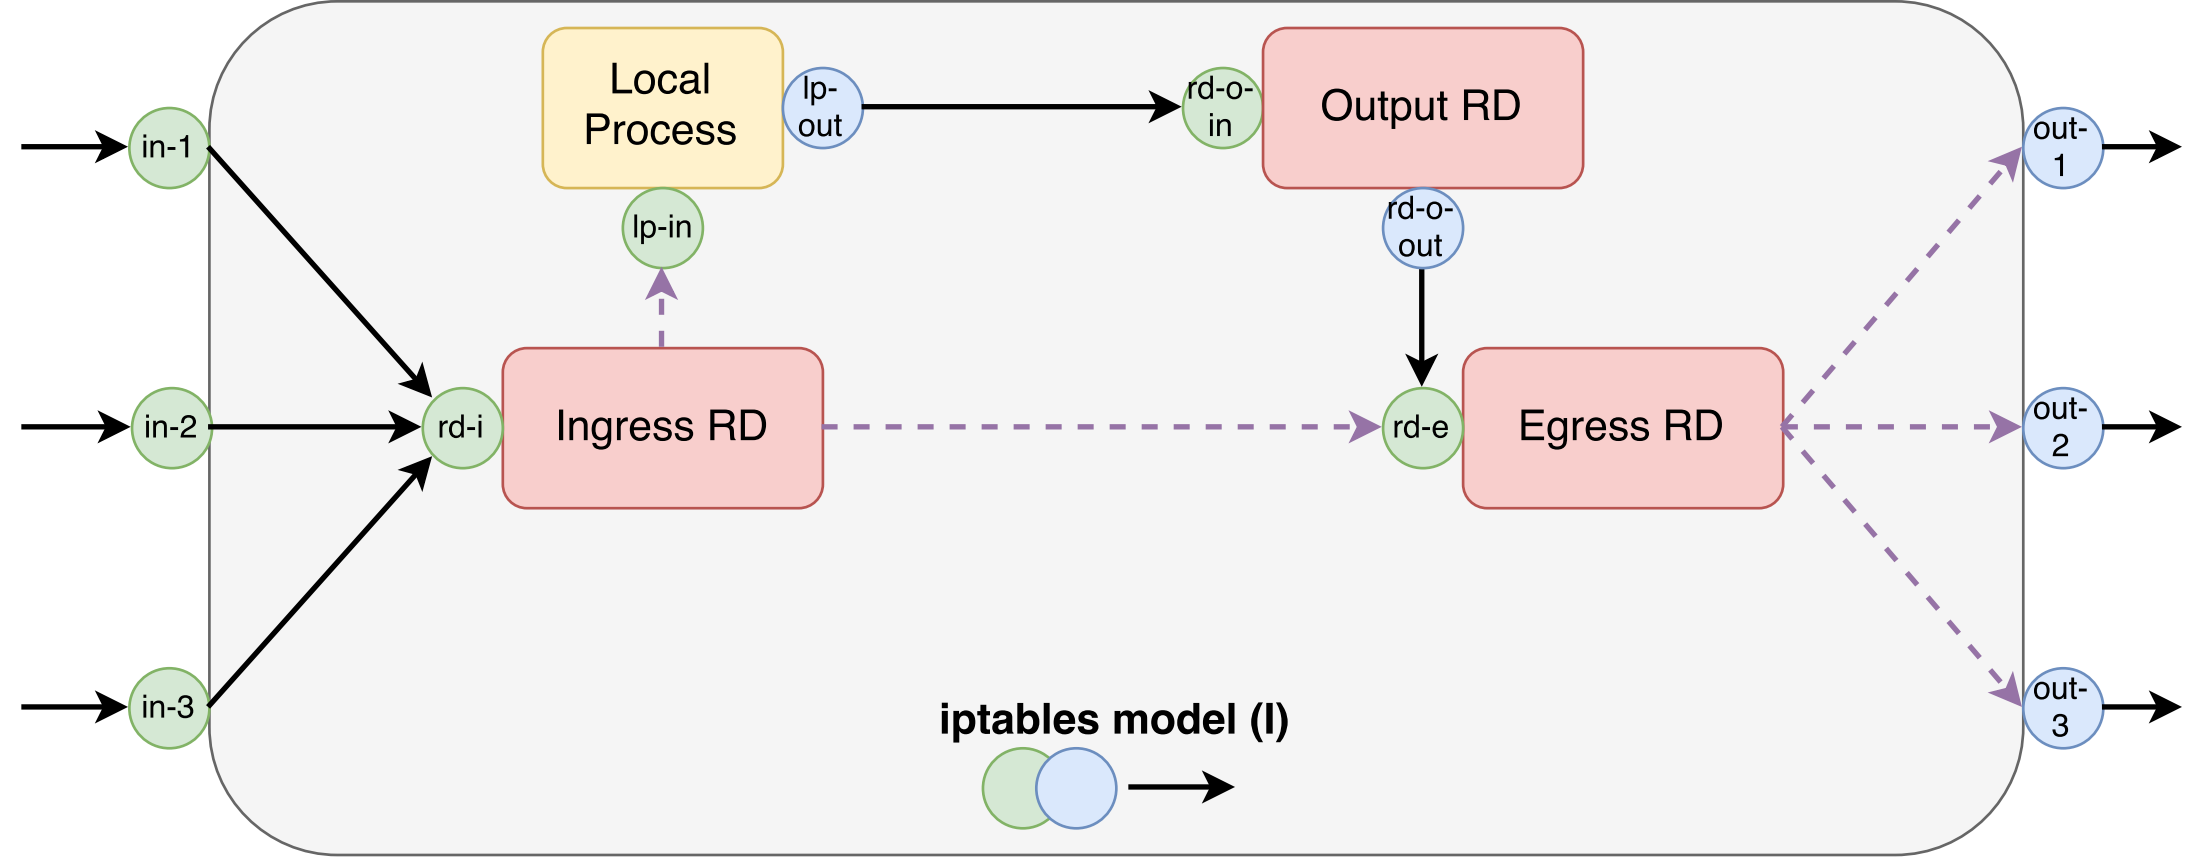 Local
Process
lp-
out
rd-o-
in
Output RD
in-1
out-
1
lp-in
rd-o-
out
in-2
rd-i
Ingress RD
rd-e
Egress RD
out-
2
in-3
out-
3
iptables model (I)